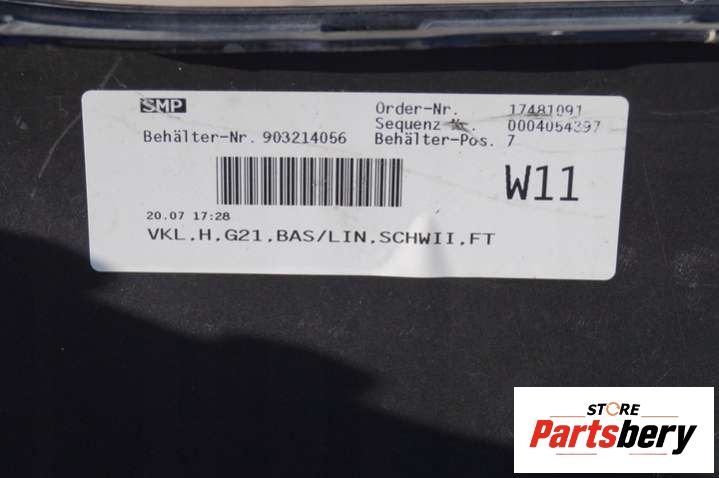 SMP
Order-Nr. 17481091
Sequenz Nr. 0004054397
Behälter-Nr. 903214056 Behälter-Pos. 7
W11
20.07 17:28
VKL.H.G21.BAS/LIN.SCHWII.FT
STORE
Partsbery